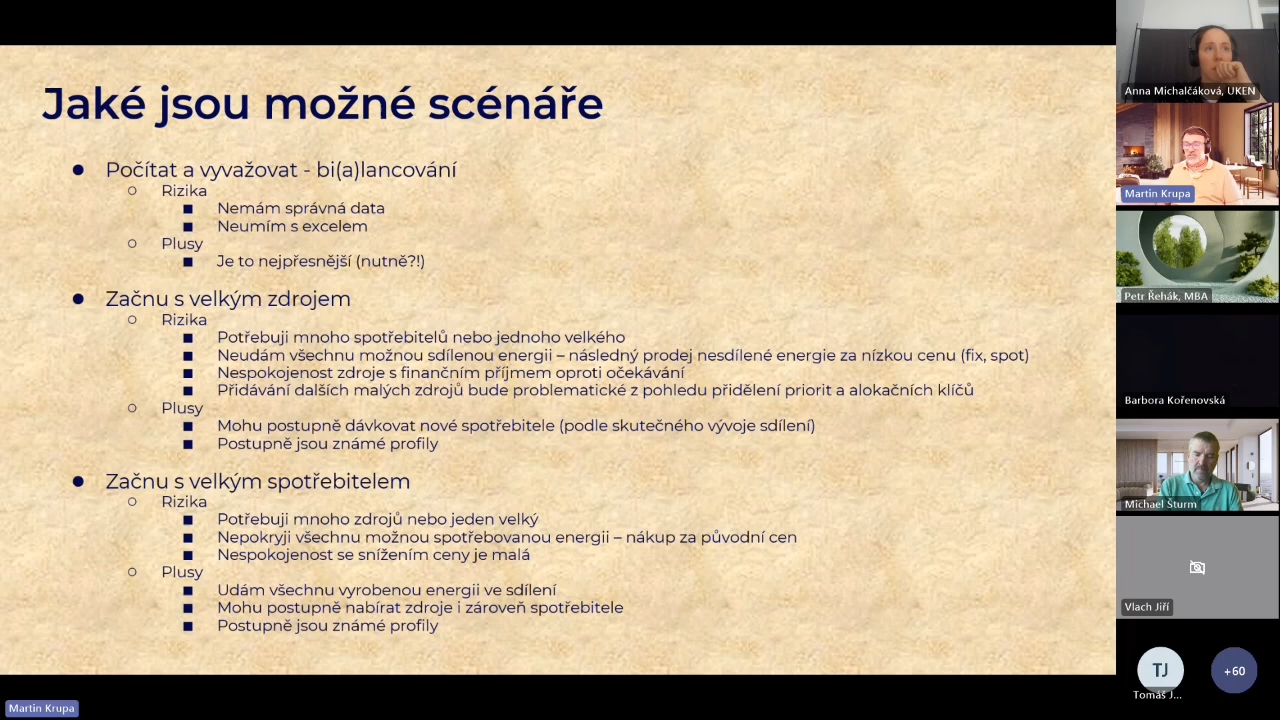 Jaké jsou možné scénáře
● Počítat a vyvažovat - bi(a)lancování
○ Rizika
■ Nemám správná data
■ Neumím s excelem
○ Plusy
■ Je to nejpřesnější (nutně?!)
● Začnu s velkým zdrojem
○ Rizika
■ Potřebuji mnoho spotřebitelů nebo jednoho velkého
■ Neudám všechnu možnou sdílenou energii – následný prodej nesdílené energie za nízkou cenu (fix, spot)
■ Nespokojenost zdroje s finančním příjmem oproti očekávání
■ Přidávání dalších malých zdrojů bude problematické z pohledu přidělení priorit a alokačních klíčů
○ Plusy
■ Mohu postupně dávkovat nové spotřebitele (podle skutečného vývoje sdílení)
■ Postupně jsou známé profily
● Začnu s velkým spotřebitelem
○ Rizika
■ Potřebuji mnoho zdrojů nebo jeden velký
■ Nepokryji všechnu možnou spotřebovanou energii – nákup za původní cen
■ Nespokojenost se snížením ceny je malá
○ Plusy
■ Udám všechnu vyrobenou energii ve sdílení
■ Mohu postupně nabírat zdroje i zároveň spotřebitele
■ Postupně jsou známé profily
Martin Krupa
Anna Michalčáková, UKEN
Martin Krupa
Petr Řehák, MBA
Barbora Kořenovská
Michael Šturm
Vlach Jiří
TJ
+60
Tomáš J...